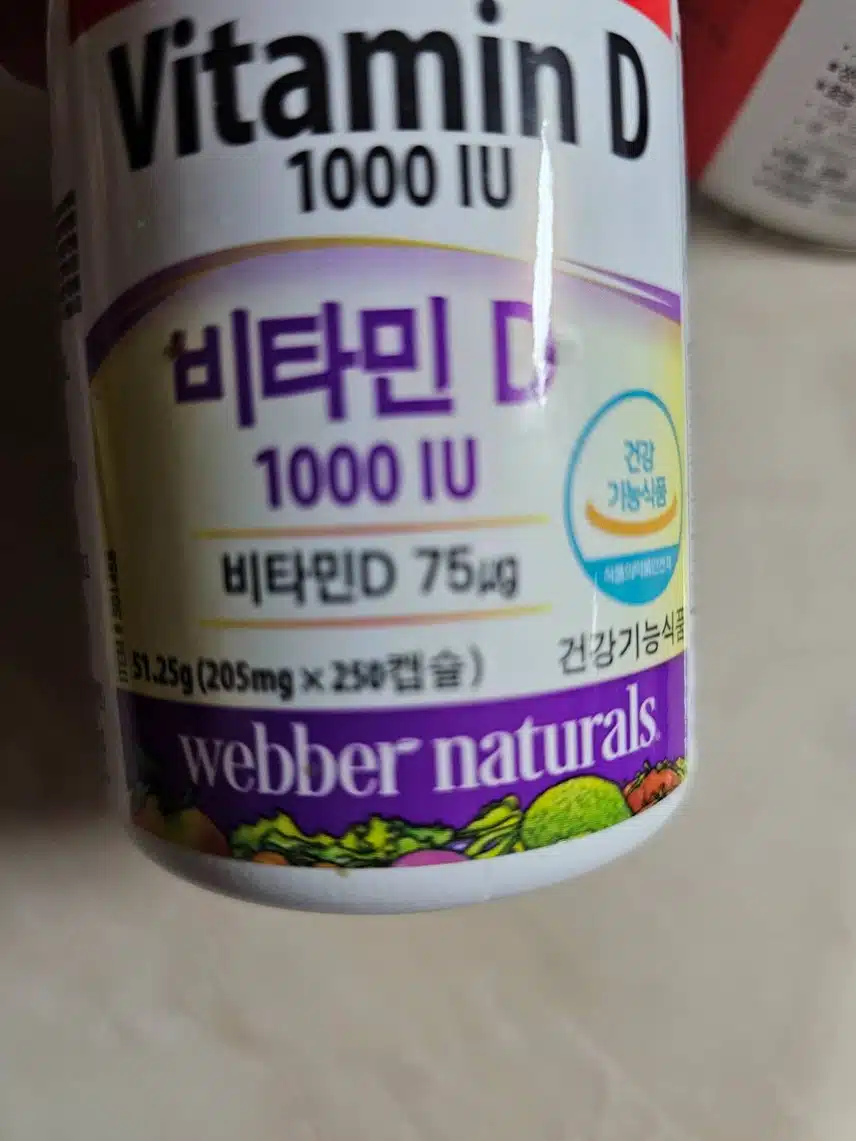 Vitamin D
1000 IU
비타민 D
1000 IU
건강
기능식품
비타민D 75μg
건강기능식품
51.25g (205mg × 250캡슐)
webber naturals